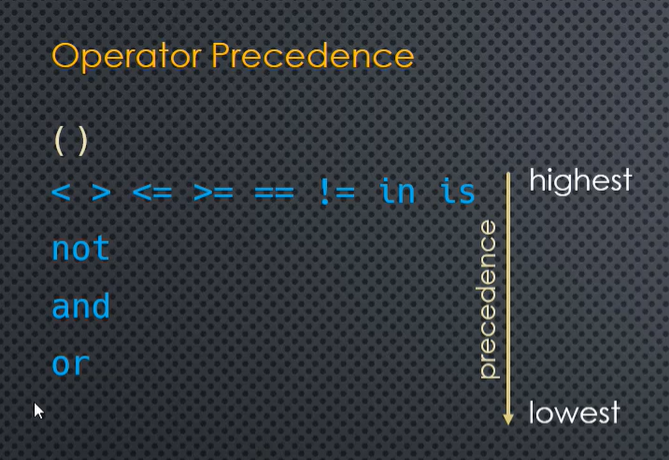 Operator Precedence
()
< > <= >= == != in is
not
and
or
highest
precedence
lowest